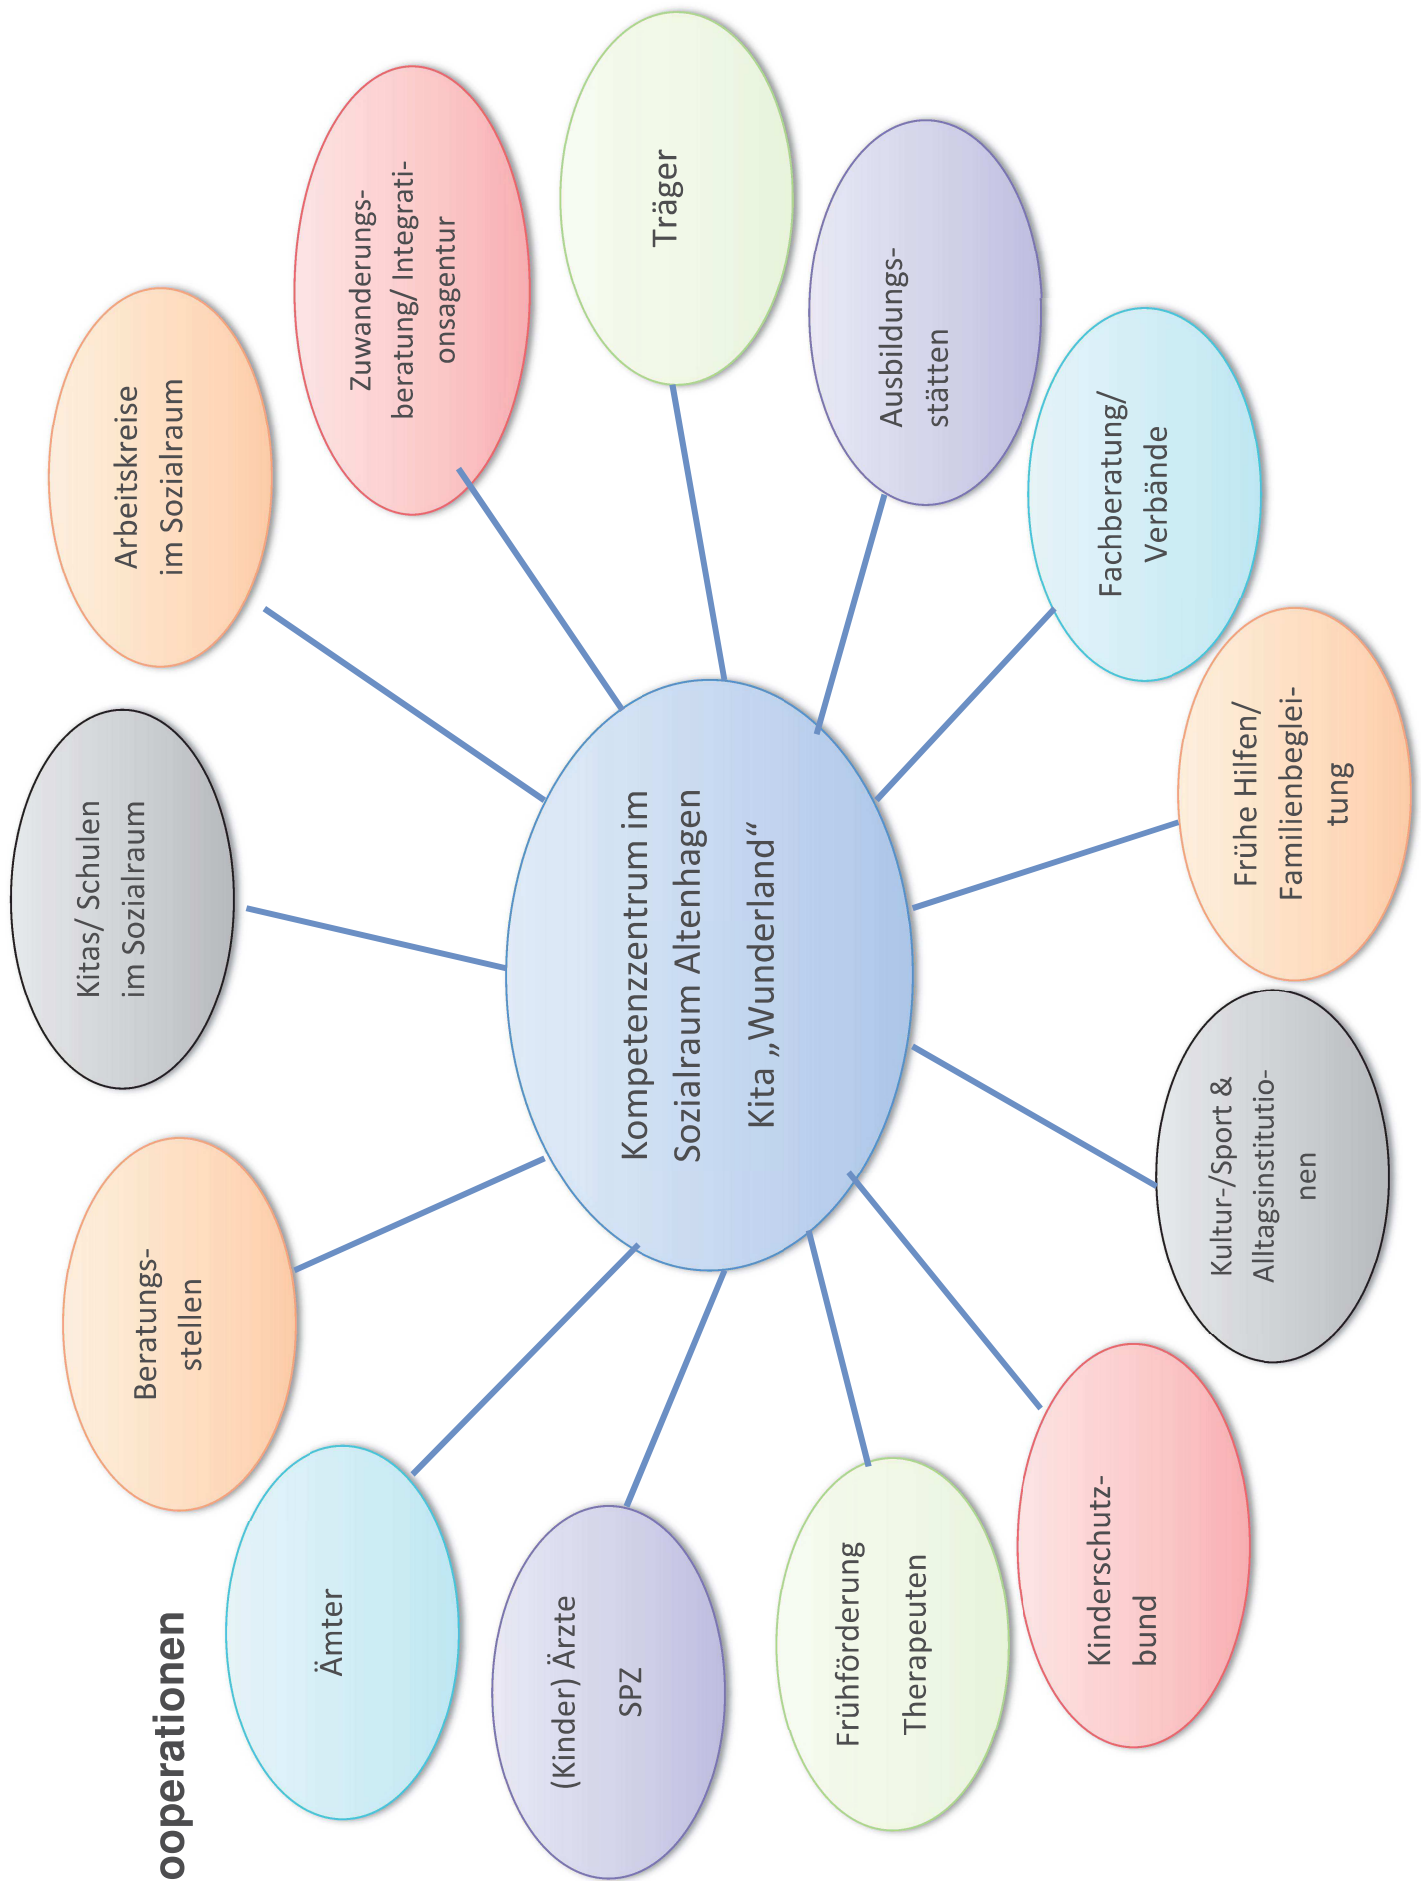 ooperationen
Kitas/ Schulen
im Sozialraum
Arbeitskreise
im Sozialraum
Zuwanderungs-
beratung/ Integrati-
onsagentur
Träger
Ausbildungs-
stätten
Fachberatung/
Verbände
Frühe Hilfen/
Familienbeglei-
tung
Kultur-/Sport &
Alltagsinstitutio-
nen
Kinderschutz-
bund
Frühförderung
Therapeuten
(Kinder) Ärzte
SPZ
Ämter
Beratungs-
stellen
Kompetenzzentrum im
Sozialraum Altenhagen
Kita „Wunderland“